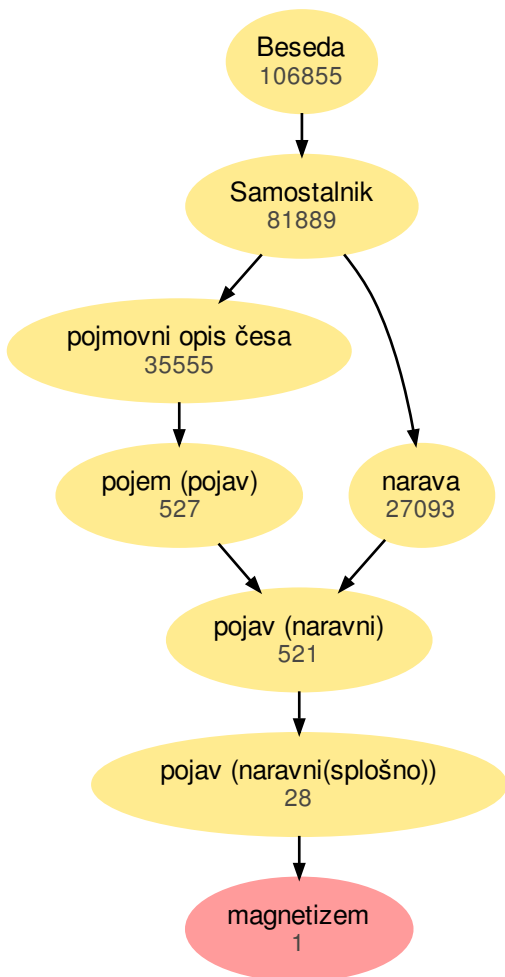 Beseda
106855
Samostalnik
81889
pojmovni opis česa
35555
pojem (pojav)
527
narava
27093
pojav (naravni)
521
pojav (naravni(splošno))
28
magnetizem
1